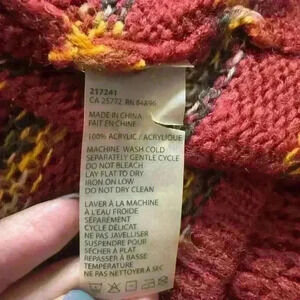 217241
CA 25772 RN 84896
MADE IN CHINA
FAIT EN CHINE
100% ACRYLIC / ACRYLIQUE
MACHINE WASH COLD
SEPARATELY GENTLE CYCLE
DO NOT BLEACH
LAY FLAT TO DRY
IRON ON LOW
DO NOT DRY CLEAN
LAVER À LA MACHINE
À L'EAU FROIDE
SÉPARÉMENT
CYCLE DÉLICAT
NE PAS JAVELLISER
SUSPENDRE POUR
SÉCHER À PLAT
REPASSER À BASSE
TEMPÉRATURE
NE PAS NETTOYER À SEC